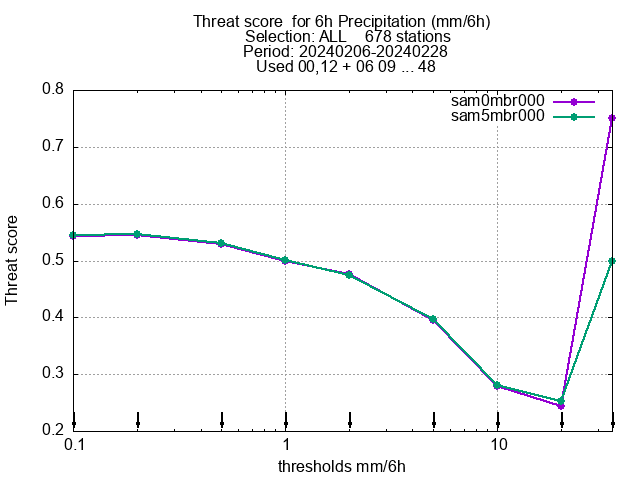 Threat score  for 6h Precipitation (mm/6h)
Selection: ALL    678 stations
Period: 20240206-20240228
Used 00,12 + 06 09 ... 48
sam0mbr000
sam5mbr000
0.8
0.7
0.6
0.5
0.4
0.3
0.2
Threat score
0.1
1
10
thresholds mm/6h